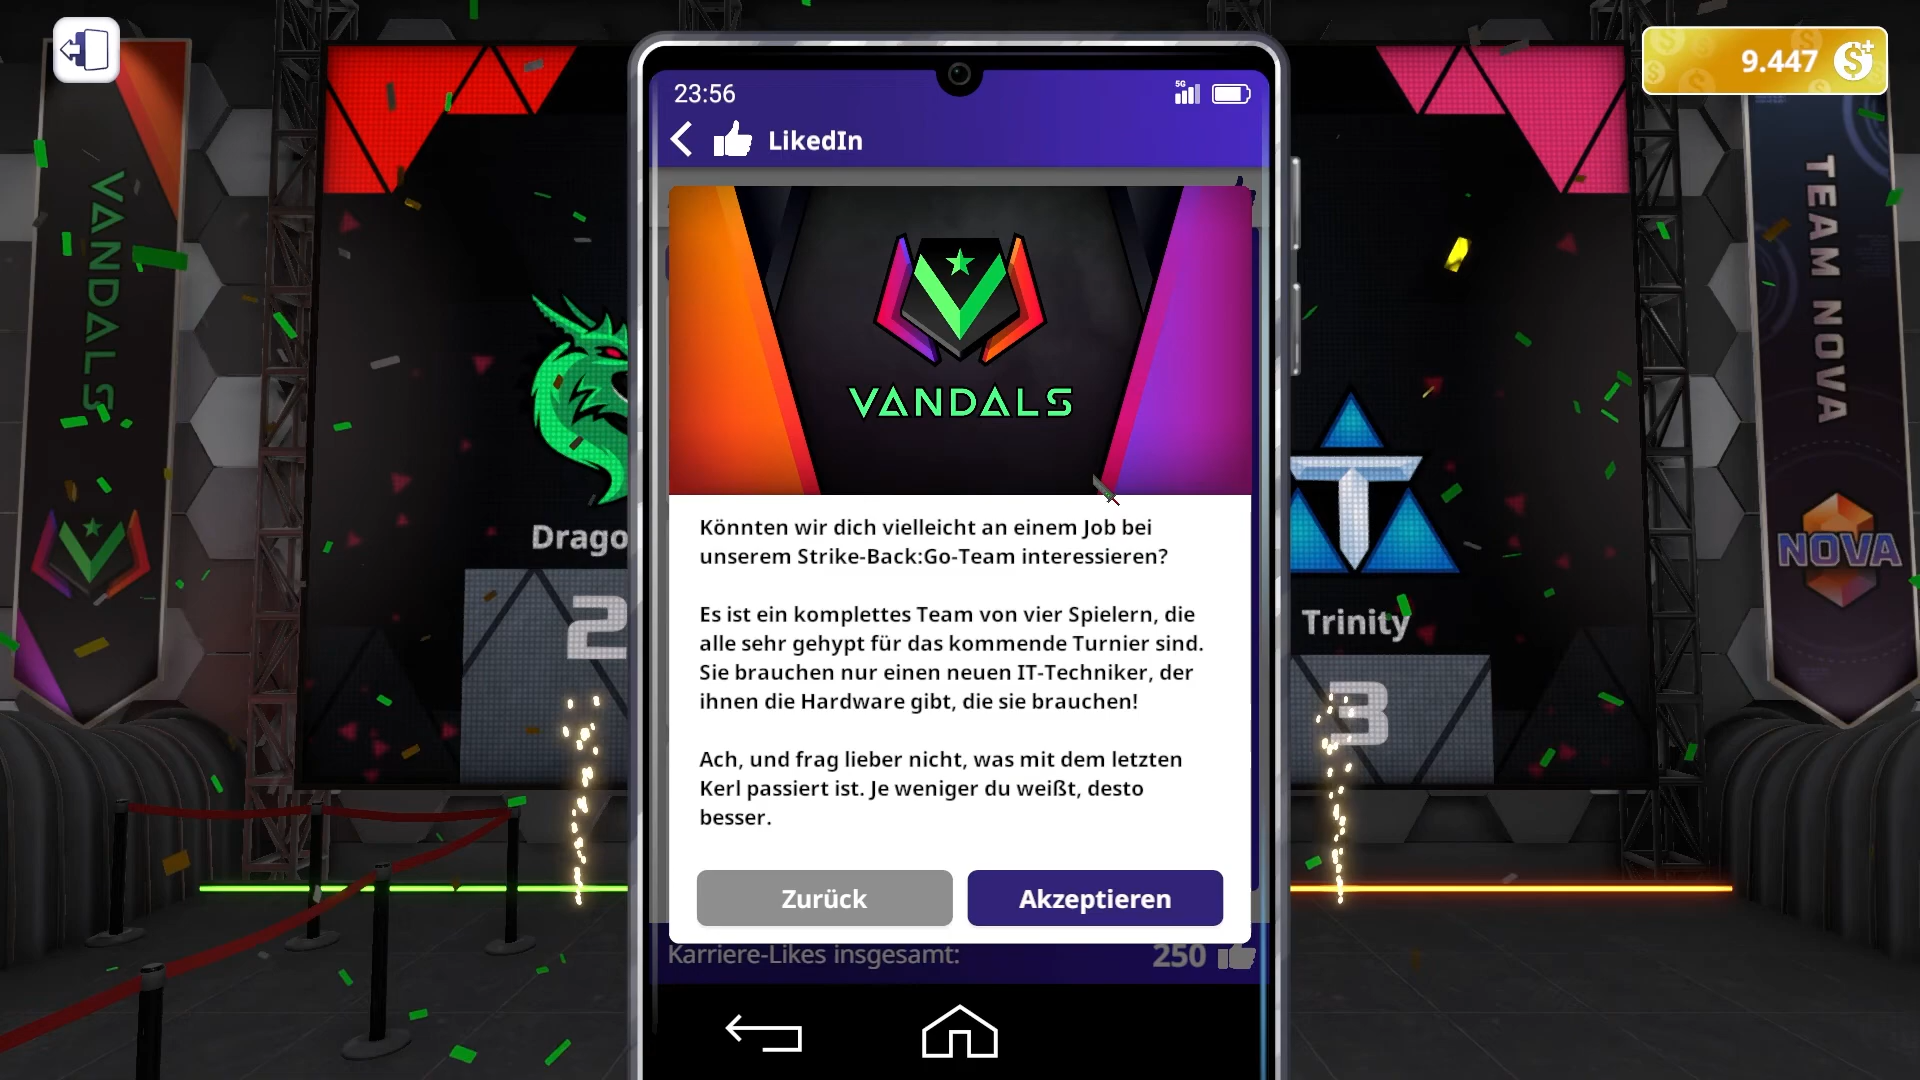 9.447
23:56
5G
LikedIn
VANDALS
VANDALS
TEAM NOVA
NOVA
Könnten wir dich vielleicht an einem Job bei
unserem Strike-Back:Go-Team interessieren?
Es ist ein komplettes Team von vier Spielern, die
alle sehr gehypt für das kommende Turnier sind.
Sie brauchen nur einen neuen IT-Techniker, der
ihnen die Hardware gibt, die sie brauchen!
Ach, und frag lieber nicht, was mit dem letzten
Kerl passiert ist. Je weniger du weißt, desto
besser.
Zurück
Akzeptieren
Karriere-Likes insgesamt:
250
Drago
2
Trinity
3